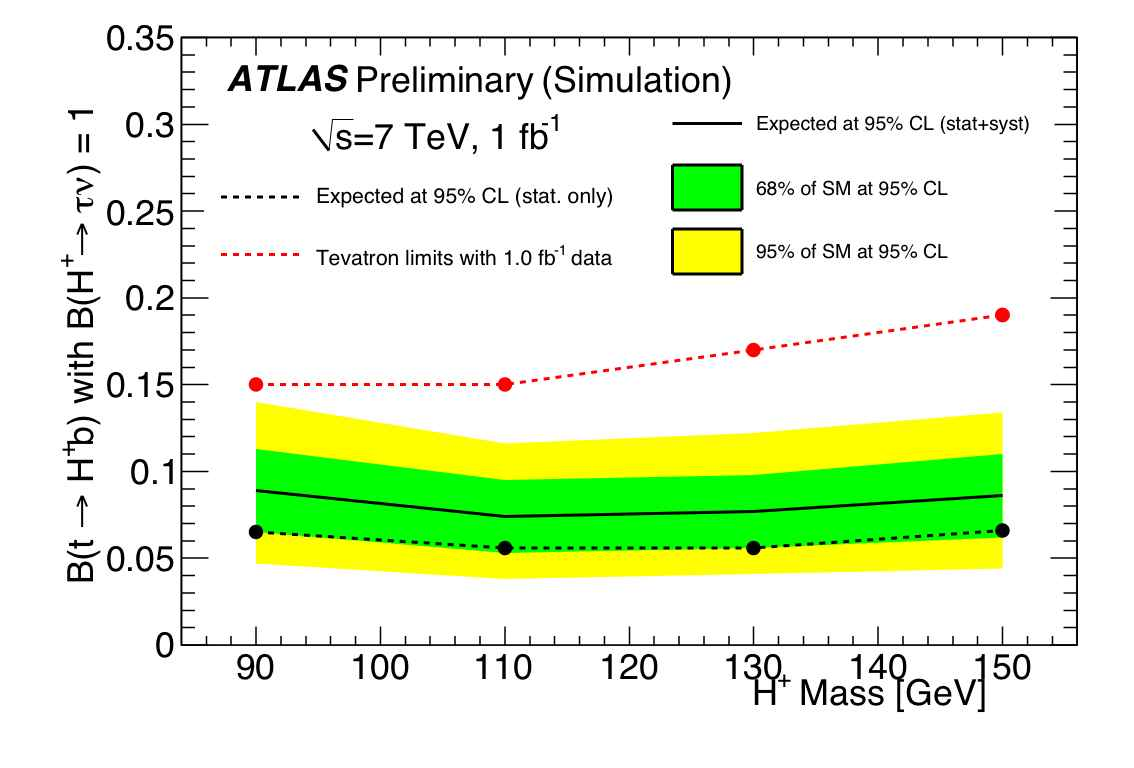 ATLAS Preliminary (Simulation)
√s=7 TeV, 1 fb⁻¹
Expected at 95% CL (stat. only)
Tevatron limits with 1.0 fb⁻¹ data
Expected at 95% CL (stat+syst)
68% of SM at 95% CL
95% of SM at 95% CL
B(t → H⁺b) with B(H⁺→ τν) = 1
0.35
0.3
0.25
0.2
0.15
0.1
0.05
0
90 100 110 120 130 140 150
H⁺ Mass [GeV]